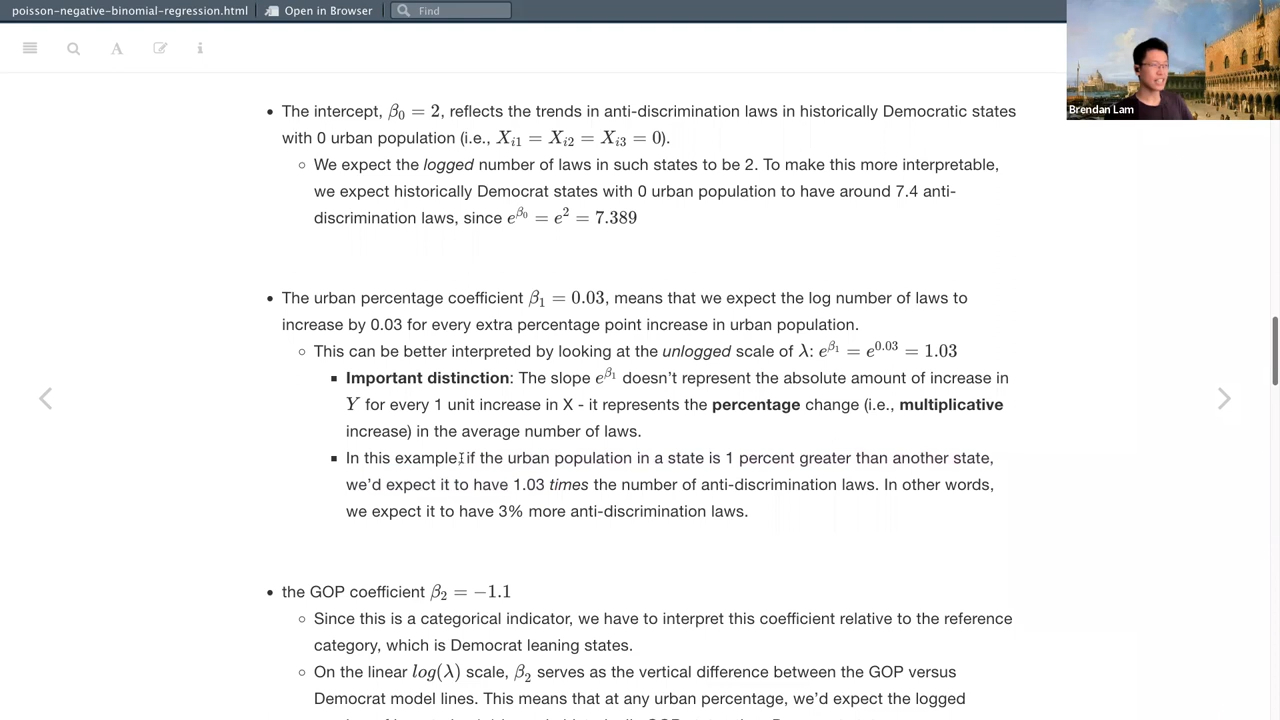 poisson-negative-binomial-regression.html Open in Browser Find
Brendan Lam
• The intercept, β₀ = 2, reflects the trends in anti-discrimination laws in historically Democratic states
with 0 urban population (i.e., Xᵢ₁ = Xᵢ₂ = Xᵢ₃ = 0).
○ We expect the logged number of laws in such states to be 2. To make this more interpretable,
we expect historically Democrat states with 0 urban population to have around 7.4 anti-
discrimination laws, since e^β₀ = e² = 7.389
• The urban percentage coefficient β₁ = 0.03, means that we expect the log number of laws to
increase by 0.03 for every extra percentage point increase in urban population.
○ This can be better interpreted by looking at the unlogged scale of λ: e^β₁ = e^0.03 = 1.03
▪ Important distinction: The slope e^β₁ doesn't represent the absolute amount of increase in
Y for every 1 unit increase in X - it represents the percentage change (i.e., multiplicative
increase) in the average number of laws.
▪ In this example, if the urban population in a state is 1 percent greater than another state,
we'd expect it to have 1.03 times the number of anti-discrimination laws. In other words,
we expect it to have 3% more anti-discrimination laws.
• the GOP coefficient β₂ = −1.1
○ Since this is a categorical indicator, we have to interpret this coefficient relative to the reference
category, which is Democrat leaning states.
○ On the linear log(λ) scale, β₂ serves as the vertical difference between the GOP versus
Democrat model lines. This means that at any urban percentage, we'd expect the logged